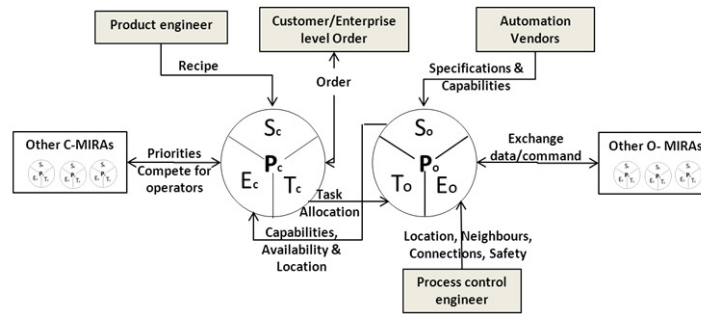 Product engineer
Customer/Enterprise
level Order
Automation
Vendors
Recipe
Order
Specifications &
Capabilities
Sc
So
Other C-MIRAs
Priorities
Compete for
operators
Pc
Po
Exchange
data/command
Other O- MIRAs
Ec
Tc
To
Eo
Task
Allocation
Capabilities,
Availability &
Location
Location, Neighbours,
Connections, Safety
Process control
engineer